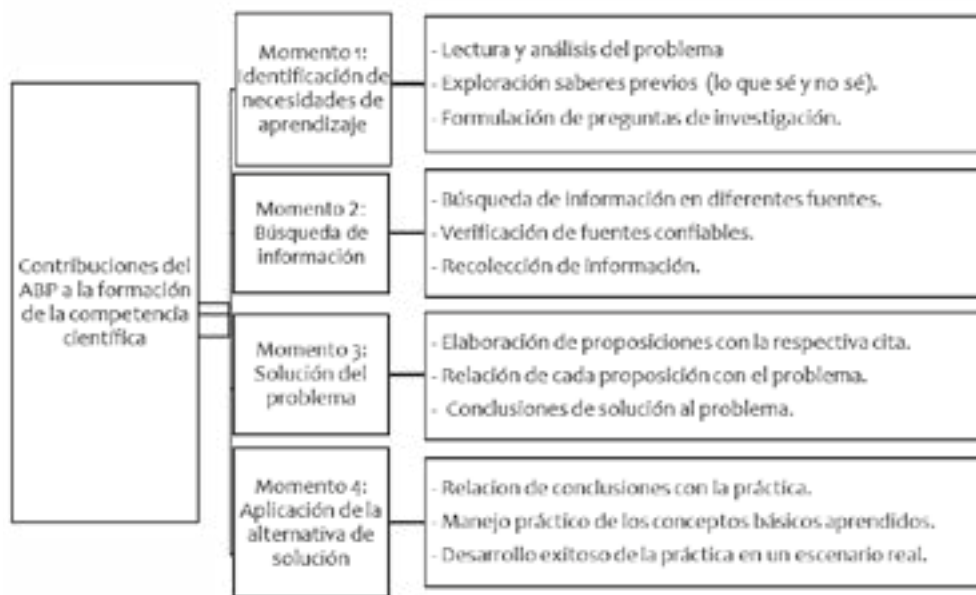 Contribuciones del
ABP a la formación
de la competencia
científica
Momento 1:
Identificación de
necesidades de
aprendizaje
- Lectura y análisis del problema
- Exploración saberes previos (lo que sé y no sé).
- Formulación de preguntas de investigación.
Momento 2:
Búsqueda de
información
- Búsqueda de información en diferentes fuentes.
- Verificación de fuentes confiables.
- Recolección de información.
Momento 3:
Solución del
problema
- Elaboración de proposiciones con la respectiva cita.
- Relación de cada proposición con el problema.
- Conclusiones de solución al problema.
Momento 4:
Aplicación de la
alternativa de
solución
- Relacion de conclusiones con la práctica.
- Manejo práctico de los conceptos básicos aprendidos.
- Desarrollo exitoso de la práctica en un escenario real.